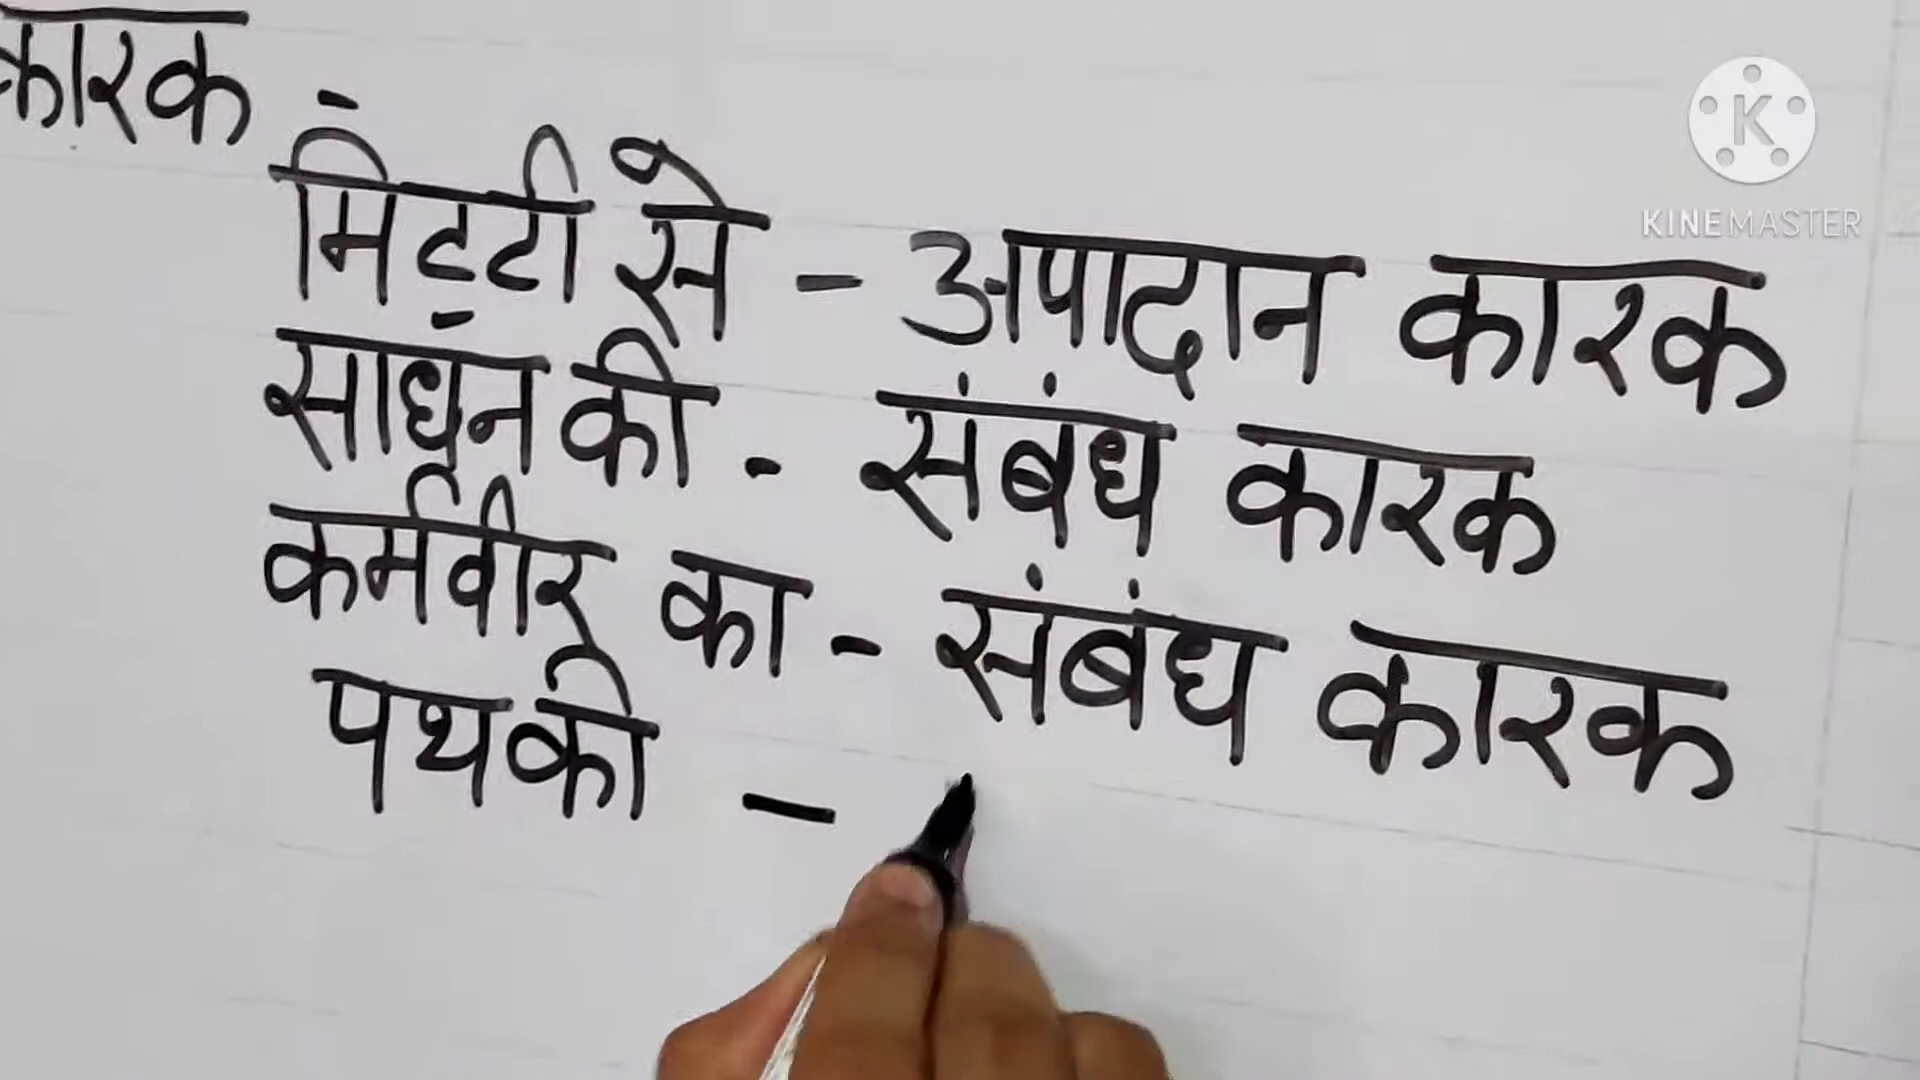 कारक -
मिट्टी से - अपादान कारक
साधन की - संबंध कारक
कर्मवीर का - संबंध कारक
पथ की -
K
KINEMASTER